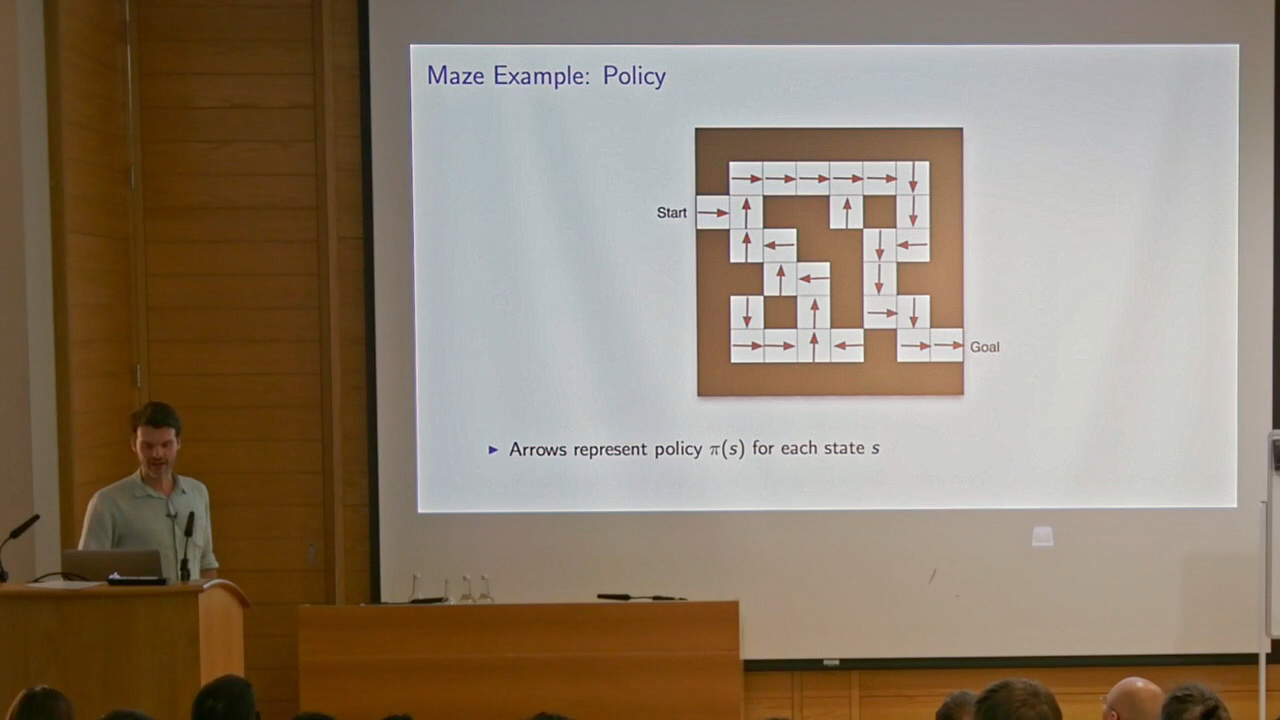 Maze Example: Policy
Start
Goal
► Arrows represent policy π(s) for each state s